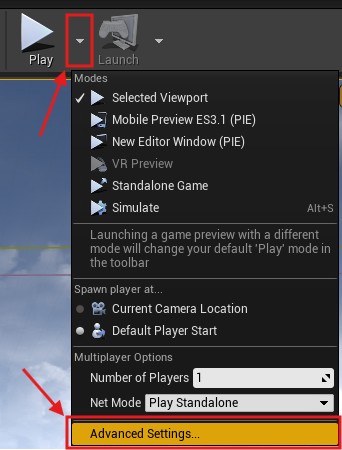 Play
Launch
Modes
Selected Viewport
Mobile Preview ES3.1 (PIE)
New Editor Window (PIE)
VR Preview
Standalone Game
Simulate Alt+S
Launching a game preview with a different
mode will change your default 'Play' mode in
the toolbar
Spawn player at...
Current Camera Location
Default Player Start
Multiplayer Options
Number of Players 1
Net Mode Play Standalone
Advanced Settings...